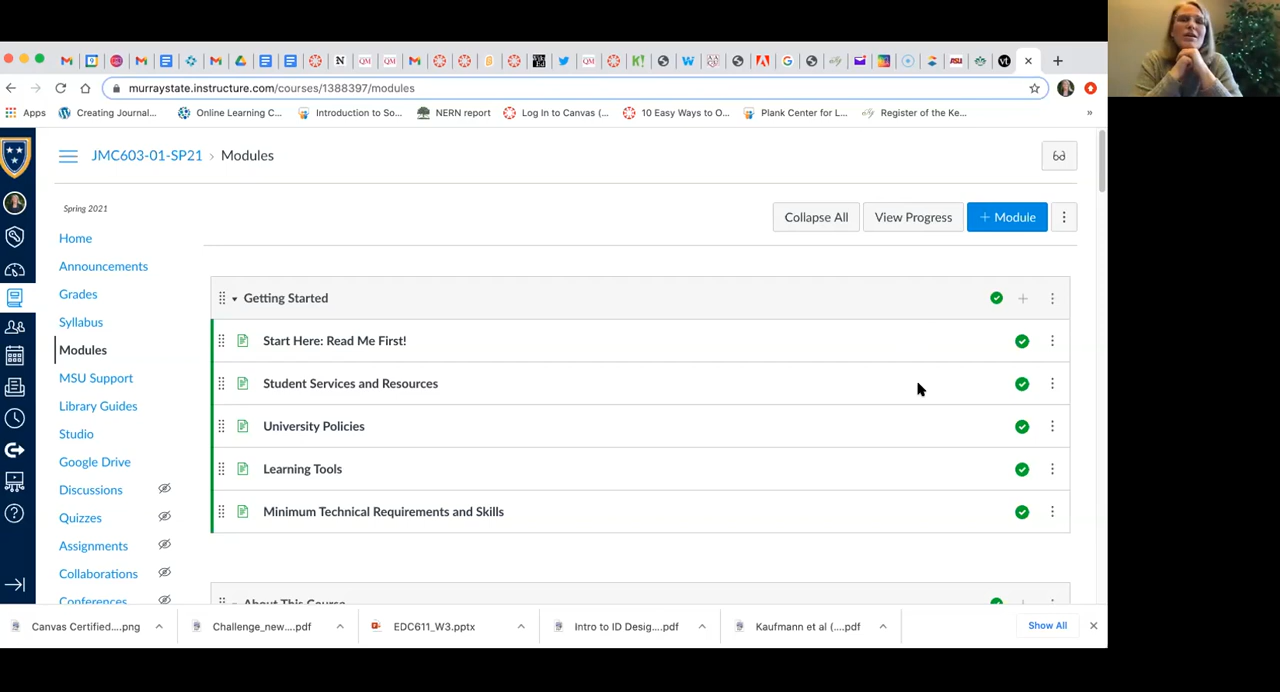 murraystate.instructure.com/courses/1388397/modules
Apps Creating Journal... Online Learning C... Introduction to So... NERN report Log In to Canvas (... 10 Easy Ways to O... Plank Center for L... Register of the Ke... »
JMC603-01-SP21 › Modules
Spring 2021
Collapse All View Progress + Module
Home
Announcements
Grades
Syllabus
Modules
MSU Support
Library Guides
Studio
Google Drive
Discussions
Quizzes
Assignments
Collaborations
Conferences
Getting Started
Start Here: Read Me First!
Student Services and Resources
University Policies
Learning Tools
Minimum Technical Requirements and Skills
About This Course
Canvas Certified....png Challenge_new....pdf EDC611_W3.pptx Intro to ID Desig....pdf Kaufmann et al (....pdf Show All